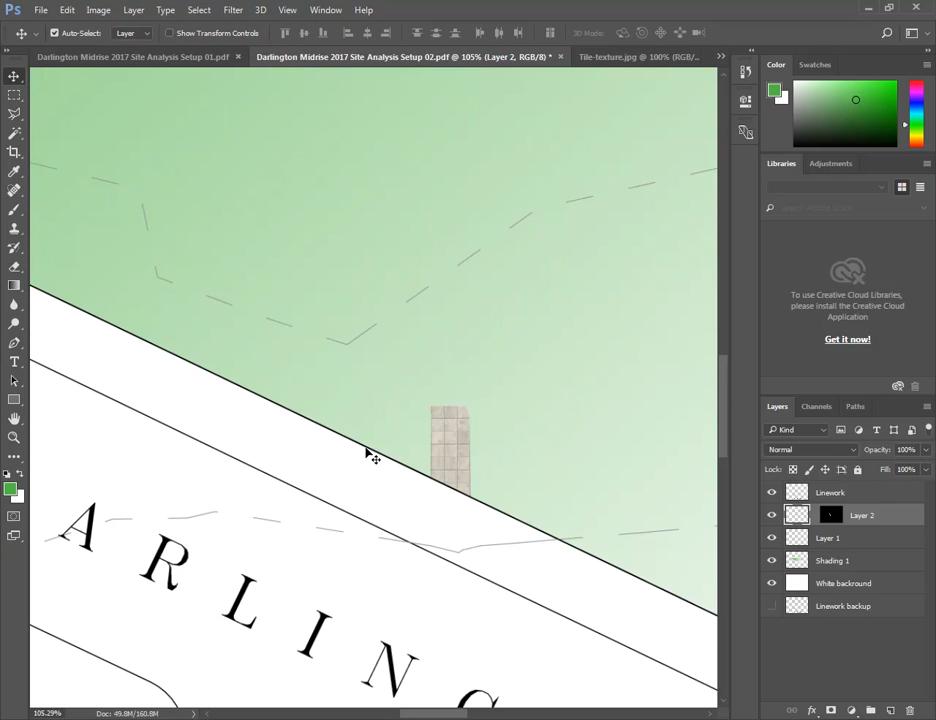 Ps File Edit Image Layer Type Select Filter 3D View Window Help
Auto-Select: Layer Show Transform Controls 3D Mode:
Darlington Midrise 2017 Site Analysis Setup 01.pdf × Darlington Midrise 2017 Site Analysis Setup 02.pdf @ 105% (Layer 2, RGB/8) * × Tile-texture.jpg @ 100% (RGB/...
Color Swatches
Libraries Adjustments
To use Creative Cloud Libraries,
please install the Creative Cloud
Application
Get it now!
Layers Channels Paths
Kind
Normal Opacity: 100%
Lock: Fill: 100%
Linework
Layer 2
Layer 1
Shading 1
White backround
Linework backup
A R L I N
105.29% Doc: 49.8M/160.8M